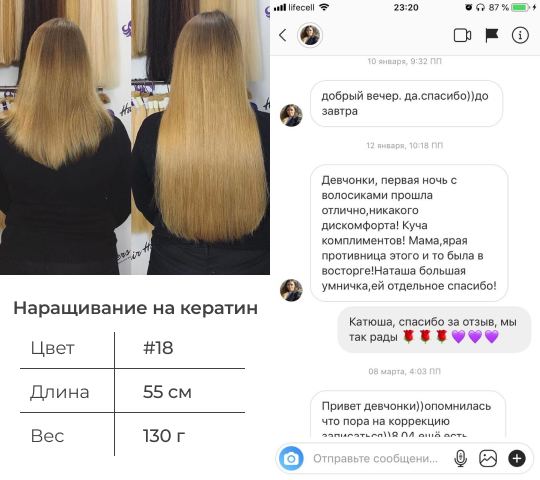 Наращивание на кератин
Цвет #18
Длина 55 см
Вес 130 г
lifecell 23:20 87 %
10 января, 9:32 ПП
добрый вечер. да.спасибо))до
завтра
12 января, 10:18 ПП
Девчонки, первая ночь с
волосиками прошла
отлично,никакого
дискомфорта! Куча
комплиментов! Мама,ярая
противница этого и то была в
восторге!Наташа большая
умничка,ей отдельное спасибо!
Катюша, спасибо за отзыв, мы
так рады 🌹🌹🌹💜💜💜
08 марта, 4:03 ПП
Привет девчонки))опомнилась
что пора на коррекцию
записаться))8.04 ещё есть
Отправьте сообщени...